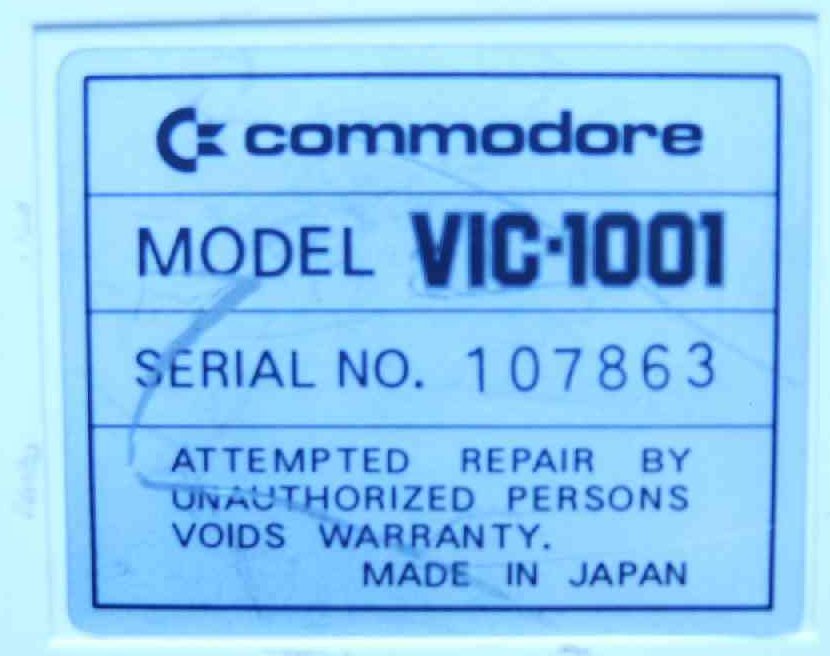 commodore
MODEL VIC-1001
SERIAL NO. 107863
ATTEMPTED REPAIR BY
UNAUTHORIZED PERSONS
VOIDS WARRANTY.
MADE IN JAPAN